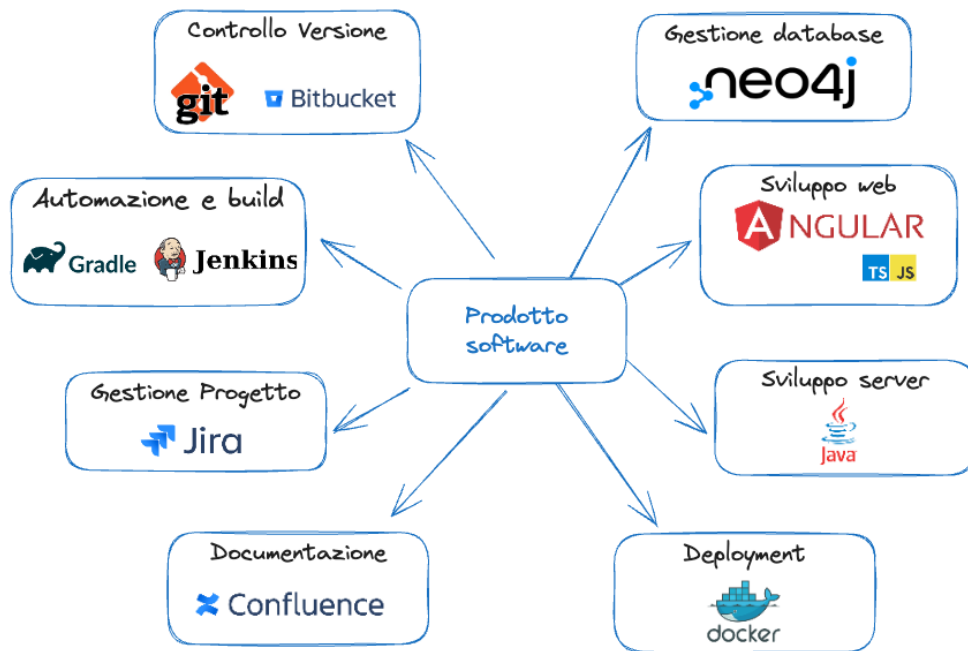 Controllo Versione
git
Bitbucket
Gestione database
neo4j
Automazione e build
Gradle
Jenkins
Sviluppo web
ANGULAR
TS JS
Prodotto
software
Gestione Progetto
Jira
Sviluppo server
Java
Documentazione
Confluence
Deployment
docker